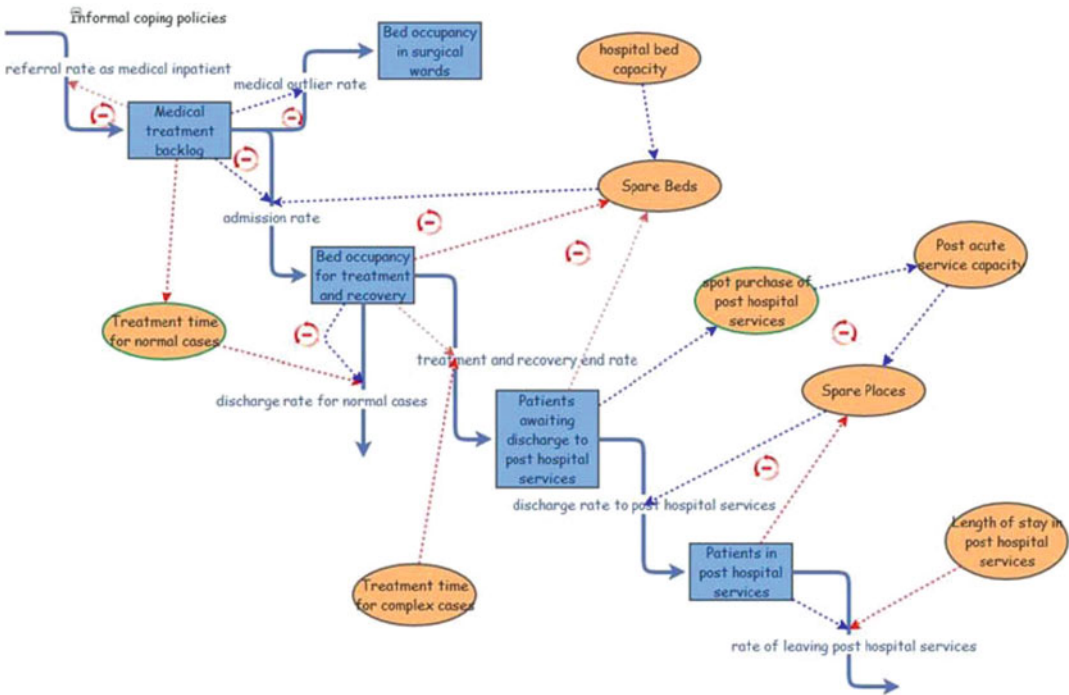 Informal coping policies
referral rate as medical inpatient
Bed occupancy
in surgical
words
hospital bed
capacity
medical outlier rate
Medical
treatment
backlog
Spare Beds
admission rate
Bed occupancy
for treatment
and recovery
Post acute
service capacity
spot purchase of
post hospital
services
Treatment time
for normal cases
treatment and recovery end rate
Spare Places
discharge rate for normal cases
Patients
awaiting
discharge to
post hospital
services
discharge rate to post hospital services
Length of stay in
post hospital
services
Patients in
post hospital
services
Treatment time
for complex cases
rate of leaving post hospital services